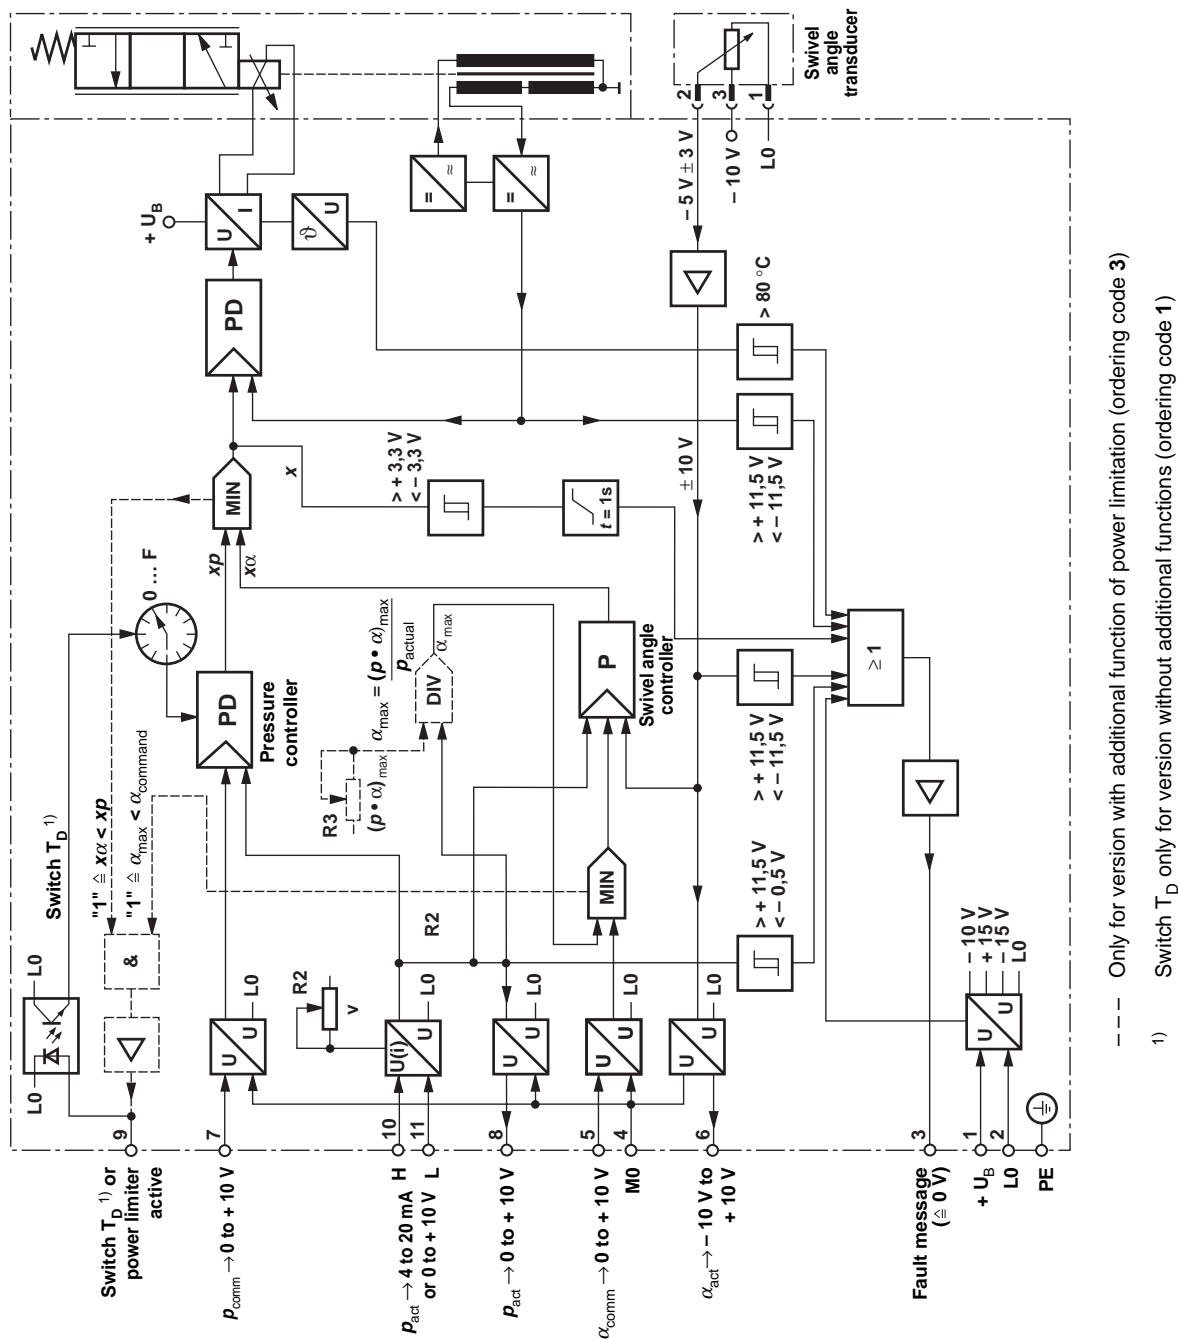 Switch T_D 1) or
power limiter
active
9
L0
L0
Switch T_D 1)
&
"1" ≙ xα < xp
"1" ≙ α_max < α_command
0 ... F
p_comm → 0 to + 10 V
7
U
U
L0
PD
Pressure
controller
xp
xα
MIN
PD
+ U_B
U
I
ϑ
U
R2
v
p_act → 4 to 20 mA
or 0 to + 10 V
H
L
10
11
U(i)
U
L0
R2
R3
(p • α)_max
α_max = (p • α)_max
p_actual
DIV
α_max
x
> + 3,3 V
< – 3,3 V
t = 1s
=
≈
=
≈
p_act → 0 to + 10 V
8
U
U
L0
α_comm → 0 to + 10 V
5
M0
4
U
U
L0
MIN
P
Swivel angle
controller
α_act → – 10 V to
+ 10 V
6
U
U
L0
± 10 V
– 5 V ± 3 V
– 10 V
L0
2
3
1
Swivel
angle
transducer
> + 11,5 V
< – 0,5 V
> + 11,5 V
< – 11,5 V
> + 11,5 V
< – 11,5 V
> 80 °C
≥ 1
Fault message
(≙ 0 V)
3
+ U_B
1
L0
2
PE
U
U
– 10 V
+ 15 V
– 15 V
L0
– – – Only for version with additional function of power limitation (ordering code 3)
1) Switch T_D only for version without additional functions (ordering code 1)